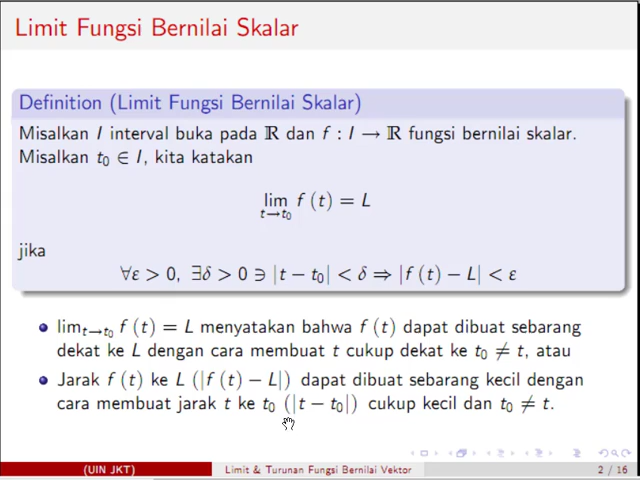 Limit Fungsi Bernilai Skalar
Definition (Limit Fungsi Bernilai Skalar)
Misalkan I interval buka pada ℝ dan f : I → ℝ fungsi bernilai skalar.
Misalkan t₀ ∈ I, kita katakan
lim f (t) = L
t→t₀
jika
∀ε > 0, ∃δ > 0 ∋ |t − t₀| < δ ⇒ |f (t) − L| < ε
• lim_{t→t₀} f (t) = L menyatakan bahwa f (t) dapat dibuat sebarang
dekat ke L dengan cara membuat t cukup dekat ke t₀ ≠ t, atau
• Jarak f (t) ke L (|f (t) − L|) dapat dibuat sebarang kecil dengan
cara membuat jarak t ke t₀ (|t − t₀|) cukup kecil dan t₀ ≠ t.
(UIN JKT) Limit & Turunan Fungsi Bernilai Vektor 2 / 16